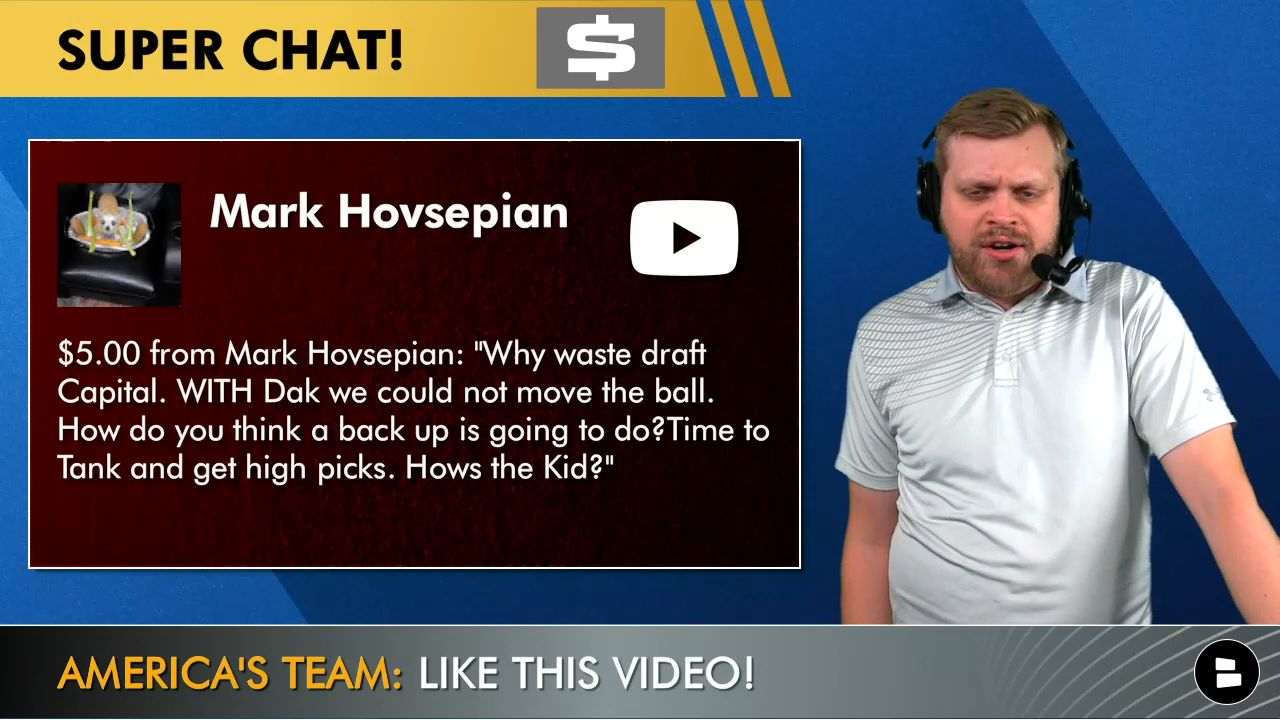 SUPER CHAT!
$
Mark Hovsepian
$5.00 from Mark Hovsepian: "Why waste draft
Capital. WITH Dak we could not move the ball.
How do you think a back up is going to do?Time to
Tank and get high picks. Hows the Kid?"
AMERICA'S TEAM: LIKE THIS VIDEO!